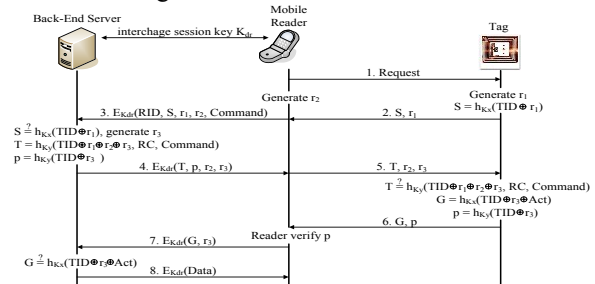 Back-End Server
Mobile
Reader
Tag
interchage session key Kdr
1. Request
Generate r2
Generate r1
S = hKx(TID⊕r1)
3. EKdr(RID, S, r1, r2, Command)
2. S, r1
S ≟ hKx(TID⊕r1), generate r3
T = hKy(TID⊕r1⊕r2⊕r3, RC, Command)
p = hKy(TID⊕r3 )
4. EKdr(T, p, r2, r3)
5. T, r2, r3
T ≟ hKy(TID⊕r1⊕r2⊕r3, RC, Command)
G = hKx(TID⊕r3⊕Act)
p = hKy(TID⊕r3)
6. G, p
Reader verify p
7. EKdr(G, r3)
G ≟ hKx(TID⊕r3⊕Act)
8. EKdr(Data)